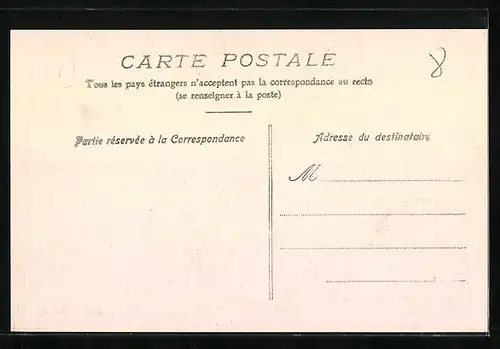 CARTE POSTALE
8
Tous les pays étrangers n'acceptent pas la correspondance au recto
(se renseigner à la poste)
Partie réservée à la Correspondance
Adresse du destinataire
M